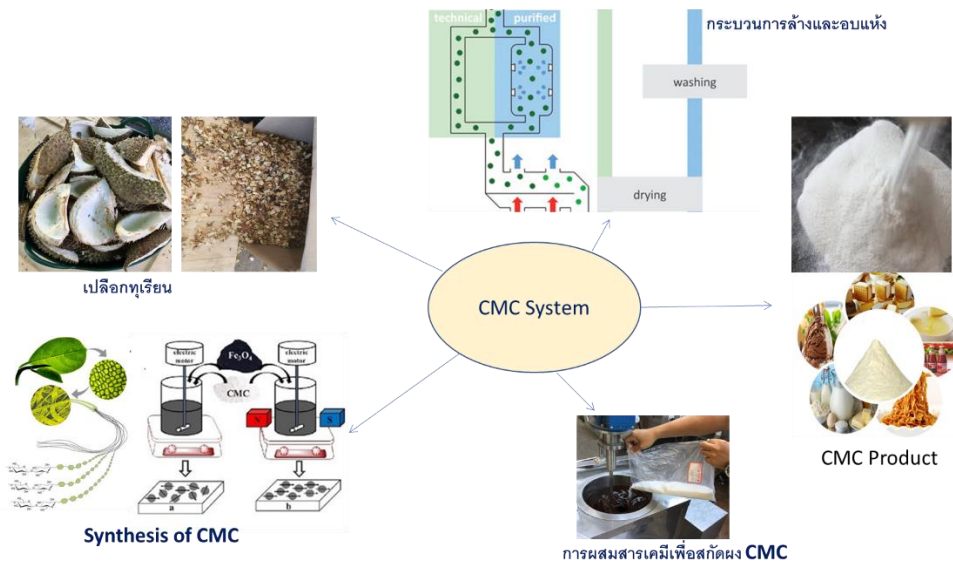 technical
purified
กระบวนการล้างและอบแห้ง
washing
drying
เปลือกทุเรียน
CMC System
electric
motor
Fe3O4
electric
motor
CMC
S
a
b
Synthesis of CMC
CMC Product
การผสมสารเคมีเพื่อสกัดผง CMC